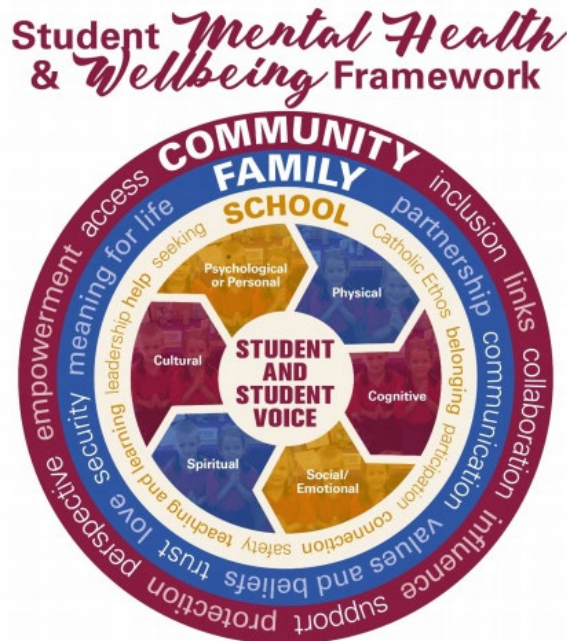 Student Mental Health
& Wellbeing Framework
COMMUNITY
inclusion links collaboration influence support protection perspective empowerment access
FAMILY
partnership communication values and beliefs trust love security meaning for life
SCHOOL
Catholic Ethos belonging participation connection safety teaching and learning leadership help seeking
Psychological
or Personal
Physical
Cultural
STUDENT
AND
STUDENT
VOICE
Cognitive
Spiritual
Social/
Emotional